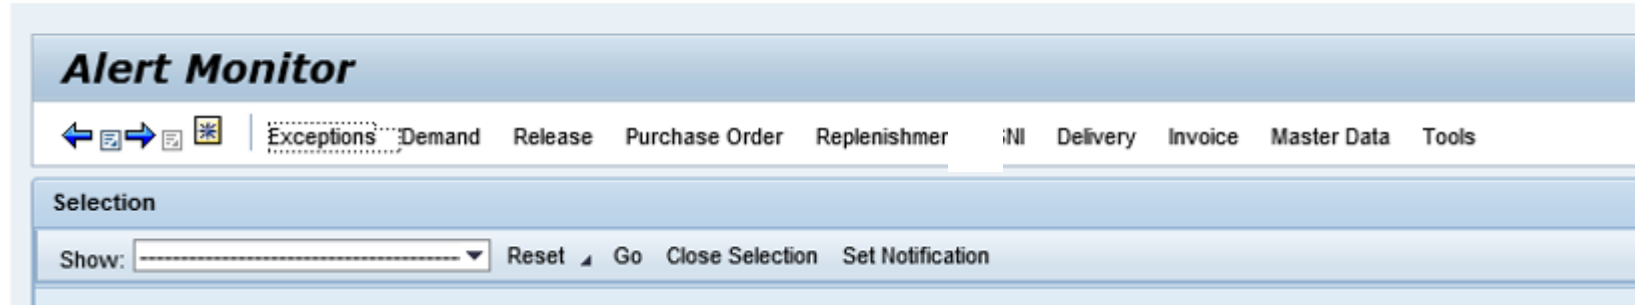 Alert Monitor
Exceptions Demand Release Purchase Order Delivery Invoice Master Data Tools
Selection
Show: Reset Go Close Selection Set Notification